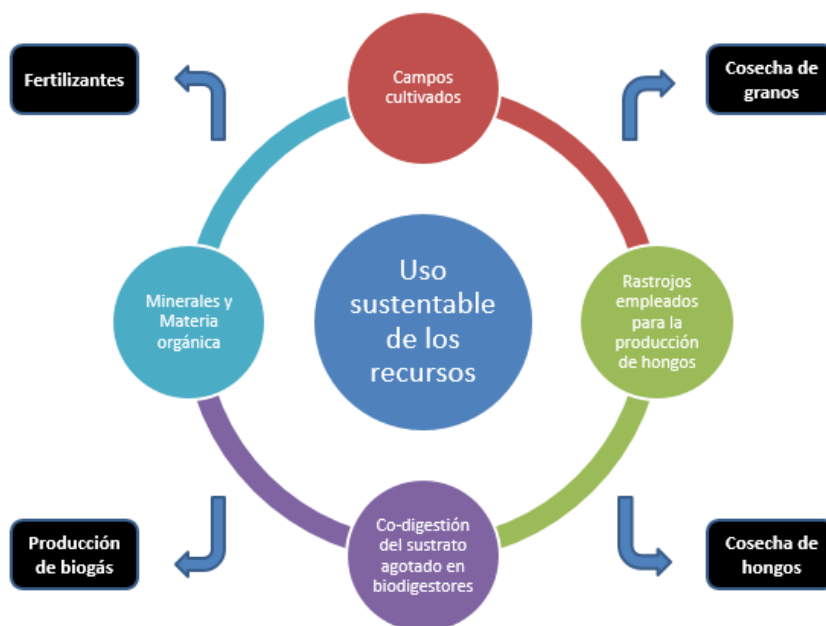 Fertilizantes
Campos
cultivados
Cosecha de
granos
Minerales y
Materia
orgánica
Uso
sustentable
de los
recursos
Rastrojos
empleados
para la
producción
de hongos
Producción
de biogás
Co-digestión
del sustrato
agotado en
biodigestores
Cosecha de
hongos